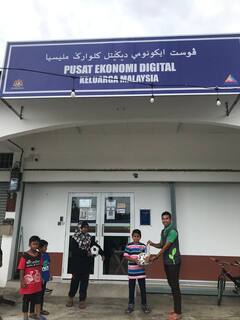 ڤوست ايکونومي ديݢيتل کلوارݢ مليسيا
PUSAT EKONOMI DIGITAL
KELUARGA MALAYSIA